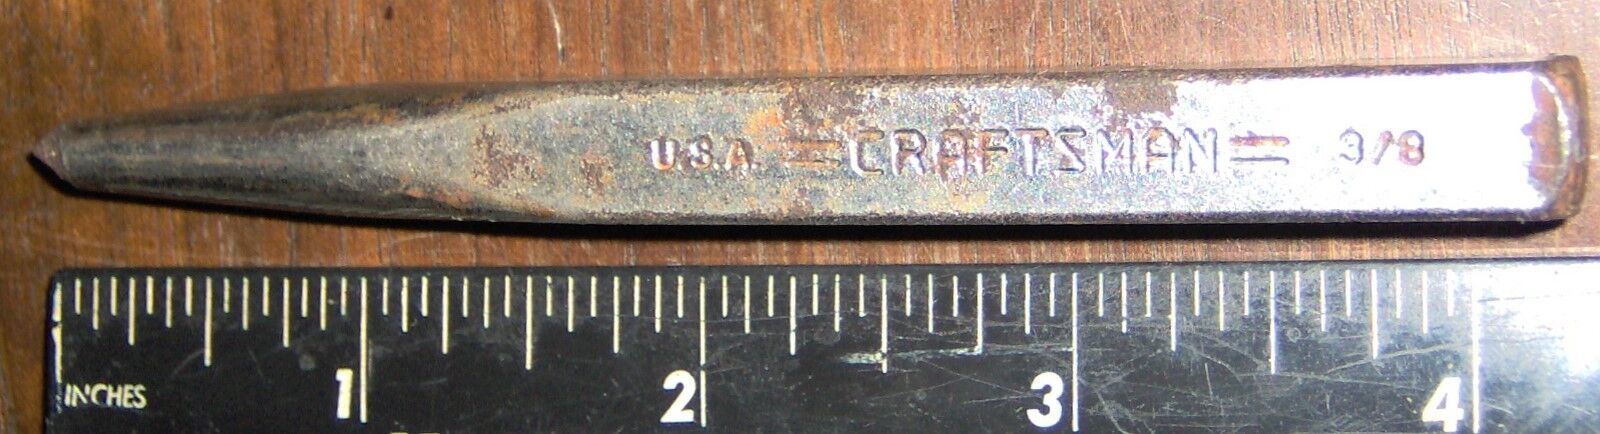 U.S.A. =CRAFTSMAN= 3/8
1 2 3 4
INCHES